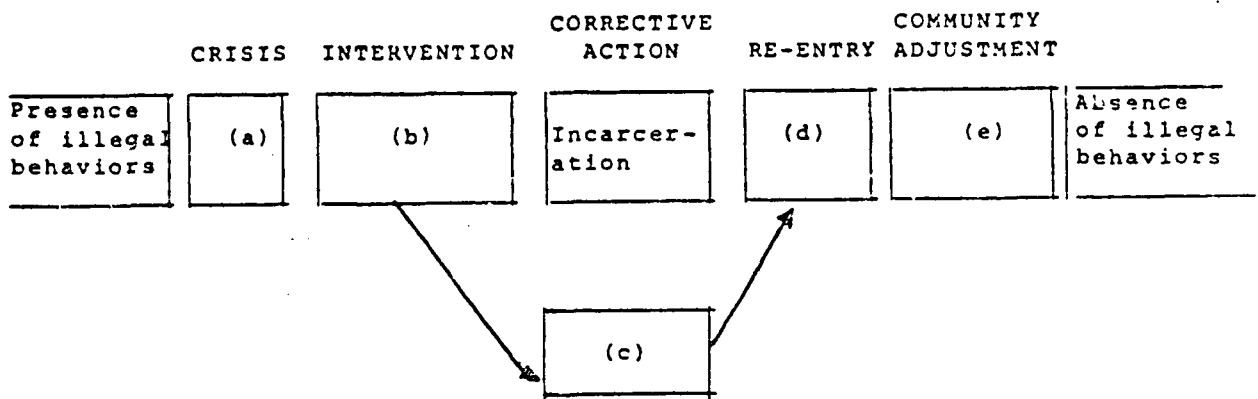 CRISIS INTERVENTION CORRECTIVE ACTION RE-ENTRY COMMUNITY ADJUSTMENT
Presence
of illegal
behaviors
(a)
(b)
Incarcer-
ation
(d)
(e)
Absence
of illegal
behaviors
(c)